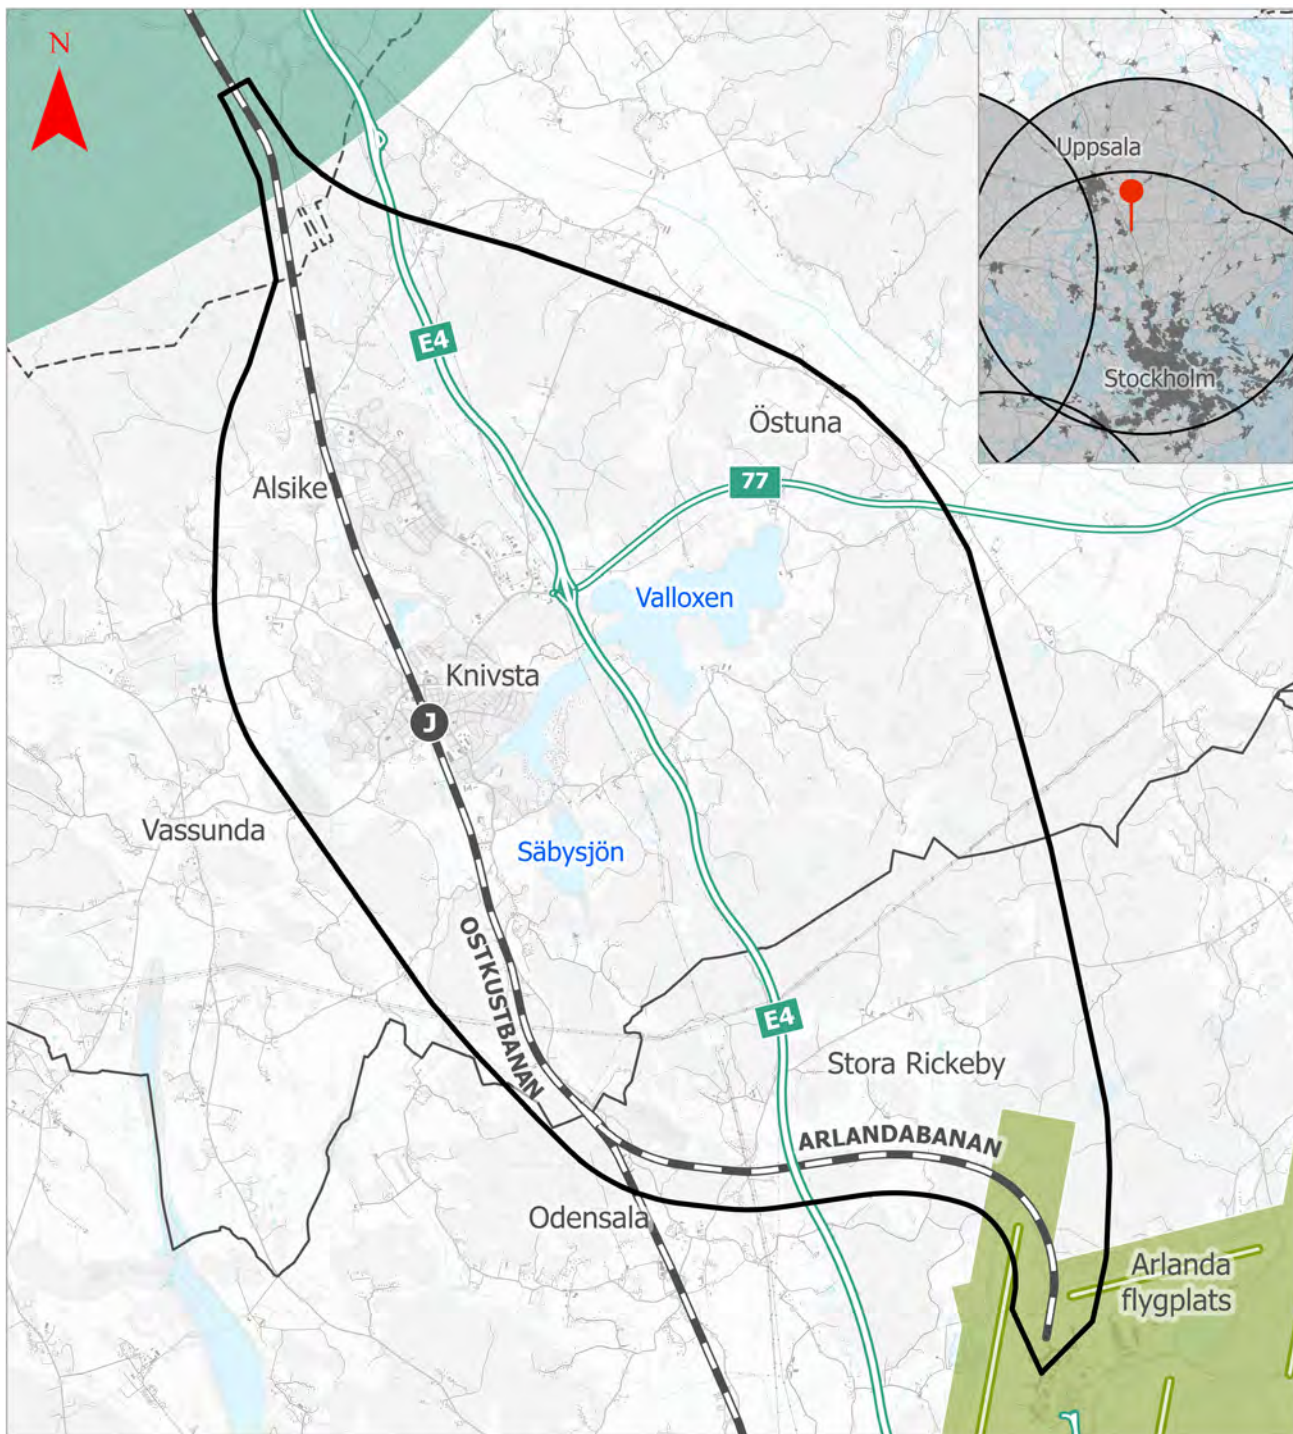 N
Uppsala
Stockholm
E4
Östuna
77
Alsike
Valloxen
Knivsta
J
Vassunda
Säbysjön
OSTKUSTBANAN
E4
Stora Rickeby
ARLANDABANAN
Odensala
Arlanda
flygplats